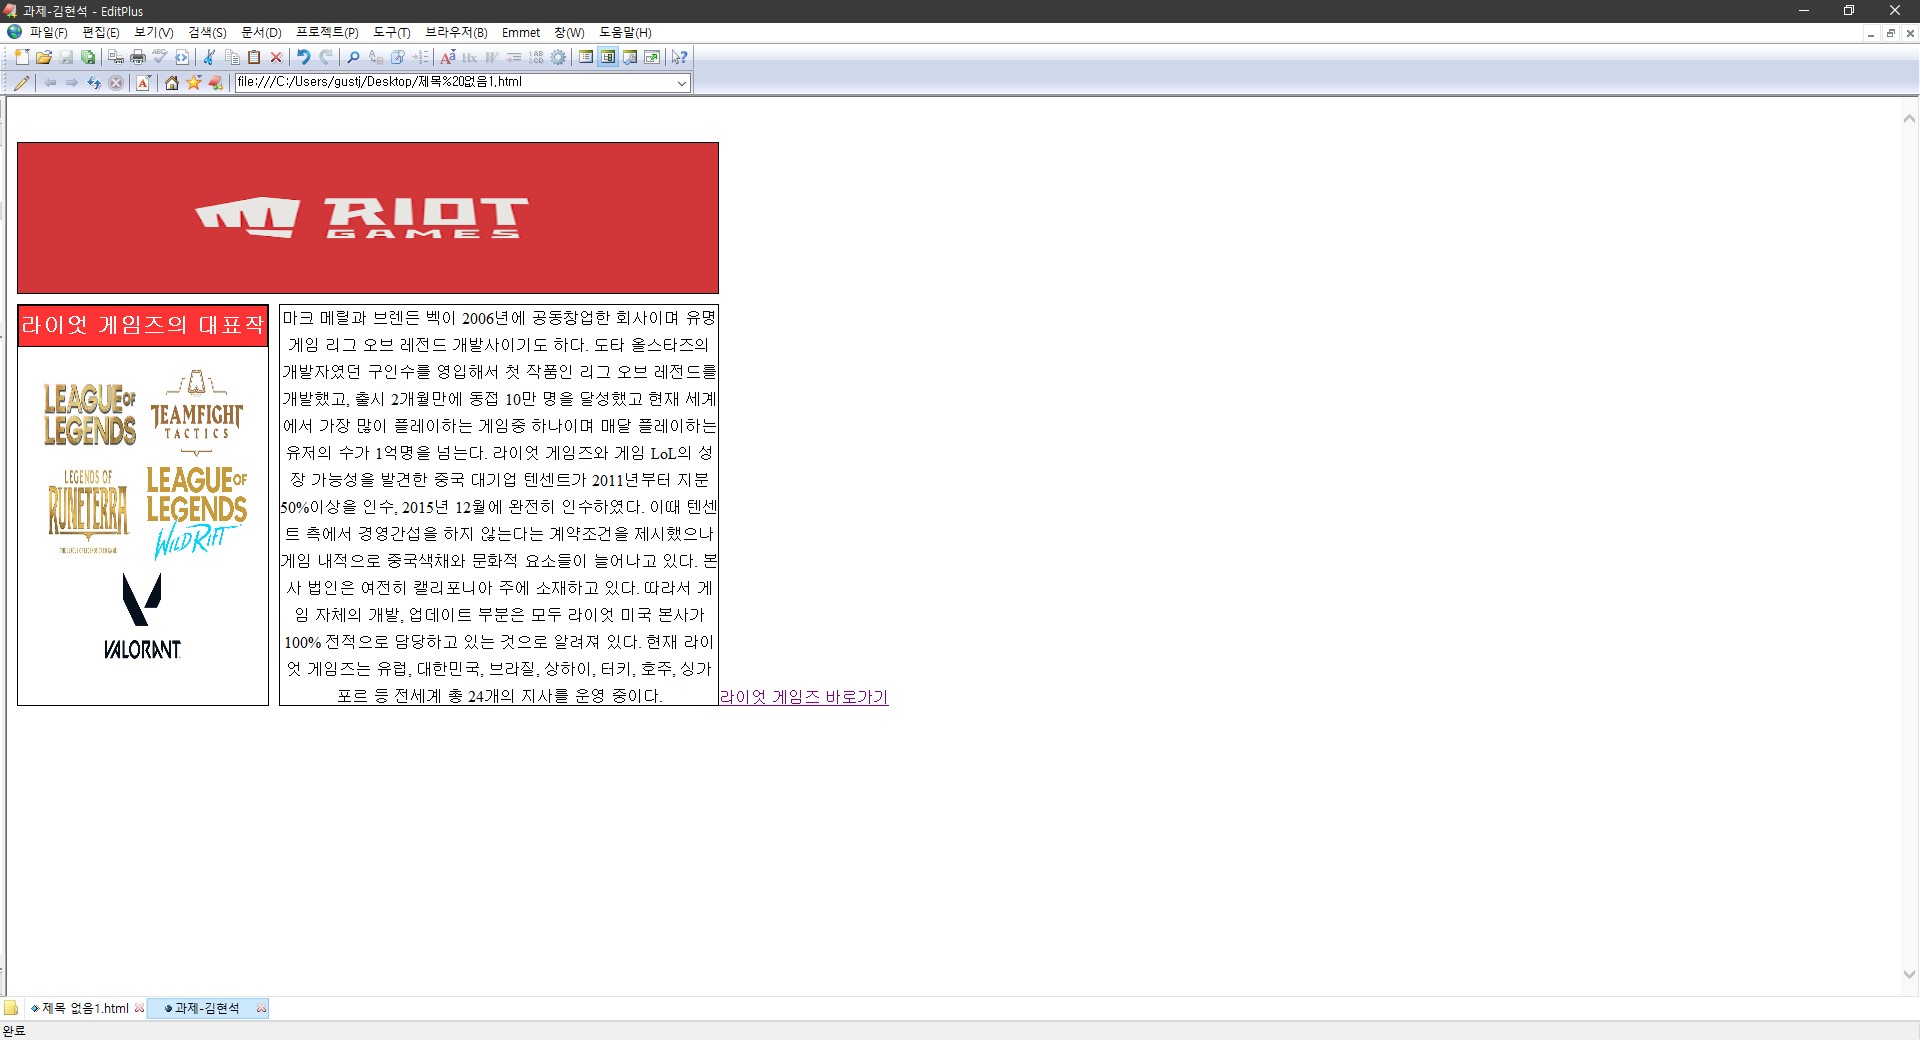 과제-김현석 - EditPlus
파일(F) 편집(E) 보기(V) 검색(S) 문서(D) 프로젝트(P) 도구(T) 브라우저(B) Emmet 창(W) 도움말(H)
file:///C:/Users/gustj/Desktop/제목%20없음1.html
RIOT
GAMES
라이엇 게임즈의 대표작
LEAGUE OF
LEGENDS
TEAMFIGHT
TACTICS
LEGENDS OF
RUNETERRA
LEAGUE OF
LEGENDS
WILD RIFT
VALORANT
마크 메릴과 브렌든 벡이 2006년에 공동창업한 회사이며 유명
게임 리그 오브 레전드 개발사이기도 하다. 도타 올스타즈의
개발자였던 구인수를 영입해서 첫 작품인 리그 오브 레전드를
개발했고, 출시 2개월만에 동접 10만 명을 달성했고 현재 세계
에서 가장 많이 플레이하는 게임중 하나이며 매달 플레이하는
유저의 수가 1억명을 넘는다. 라이엇 게임즈와 게임 LoL의 성
장 가능성을 발견한 중국 대기업 텐센트가 2011년부터 지분
50%이상을 인수, 2015년 12월에 완전히 인수하였다. 이때 텐센
트 측에서 경영간섭을 하지 않는다는 계약조건을 제시했으나
게임 내적으로 중국색채와 문화적 요소들이 늘어나고 있다. 본
사 법인은 여전히 캘리포니아 주에 소재하고 있다. 따라서 게
임 자체의 개발, 업데이트 부분은 모두 라이엇 미국 본사가
100% 전적으로 담당하고 있는 것으로 알려져 있다. 현재 라이
엇 게임즈는 유럽, 대한민국, 브라질, 상하이, 터키, 호주, 싱가
포르 등 전세계 총 24개의 지사를 운영 중이다.
라이엇 게임즈 바로가기
제목 없음1.html
과제-김현석
완료